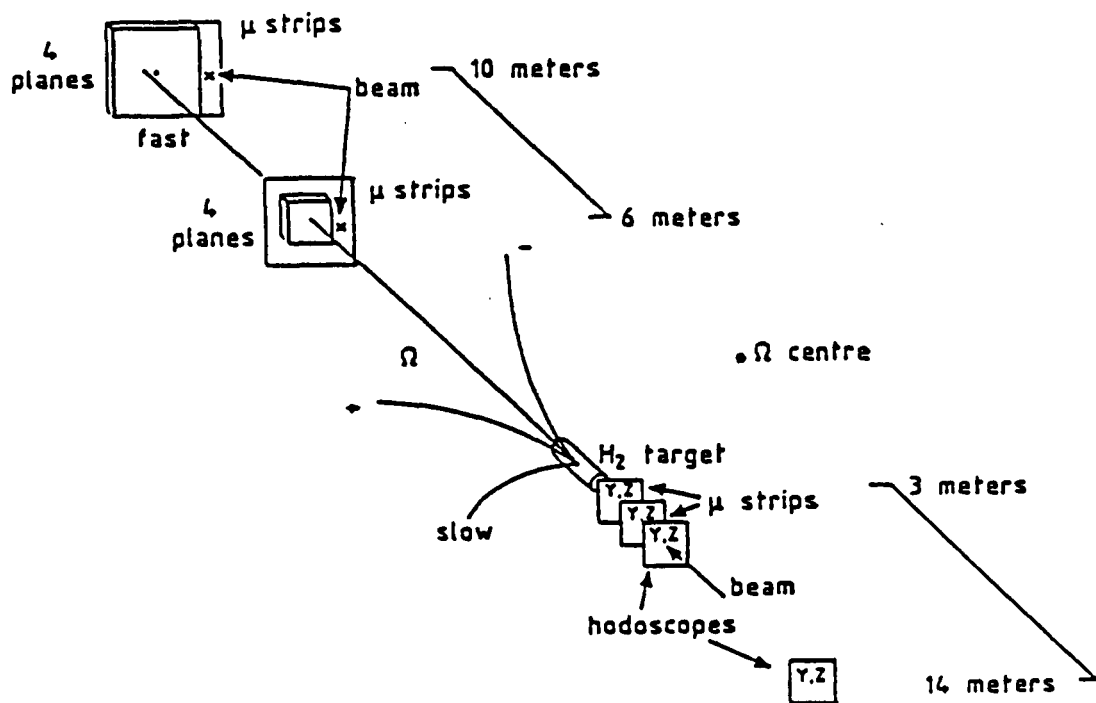 μ strips
4
planes
beam
10 meters
fast
μ strips
4
planes
6 meters
-
Ω
Ω centre
+
H₂ target
Y,Z
3 meters
μ strips
slow
Y,Z
Y,Z
beam
hodoscopes
Y,Z
14 meters